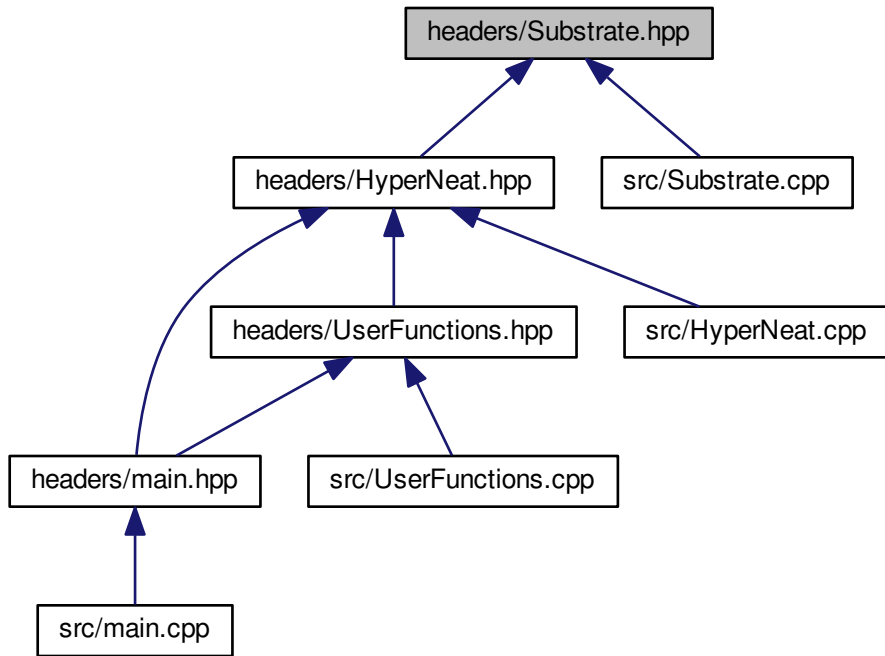 headers/Substrate.hpp
headers/HyperNeat.hpp
src/Substrate.cpp
headers/UserFunctions.hpp
src/HyperNeat.cpp
headers/main.hpp
src/UserFunctions.cpp
src/main.cpp